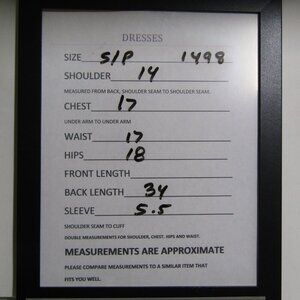 DRESSES
SIZE S/P 1498
SHOULDER 14
MEASURED FROM BACK, SHOULDER SEAM TO SHOULDER SEAM.
CHEST 17
UNDER ARM TO UNDER ARM
WAIST 17
HIPS 18
FRONT LENGTH
BACK LENGTH 34
SLEEVE 5.5
SHOULDER SEAM TO CUFF
DOUBLE MEASUREMENTS FOR SHOULDER, CHEST, HIPS AND WAIST.
MEASUREMENTS ARE APPROXIMATE
PLEASE COMPARE MEASUREMENTS TO A SIMILAR ITEM THAT
FITS YOU WELL.